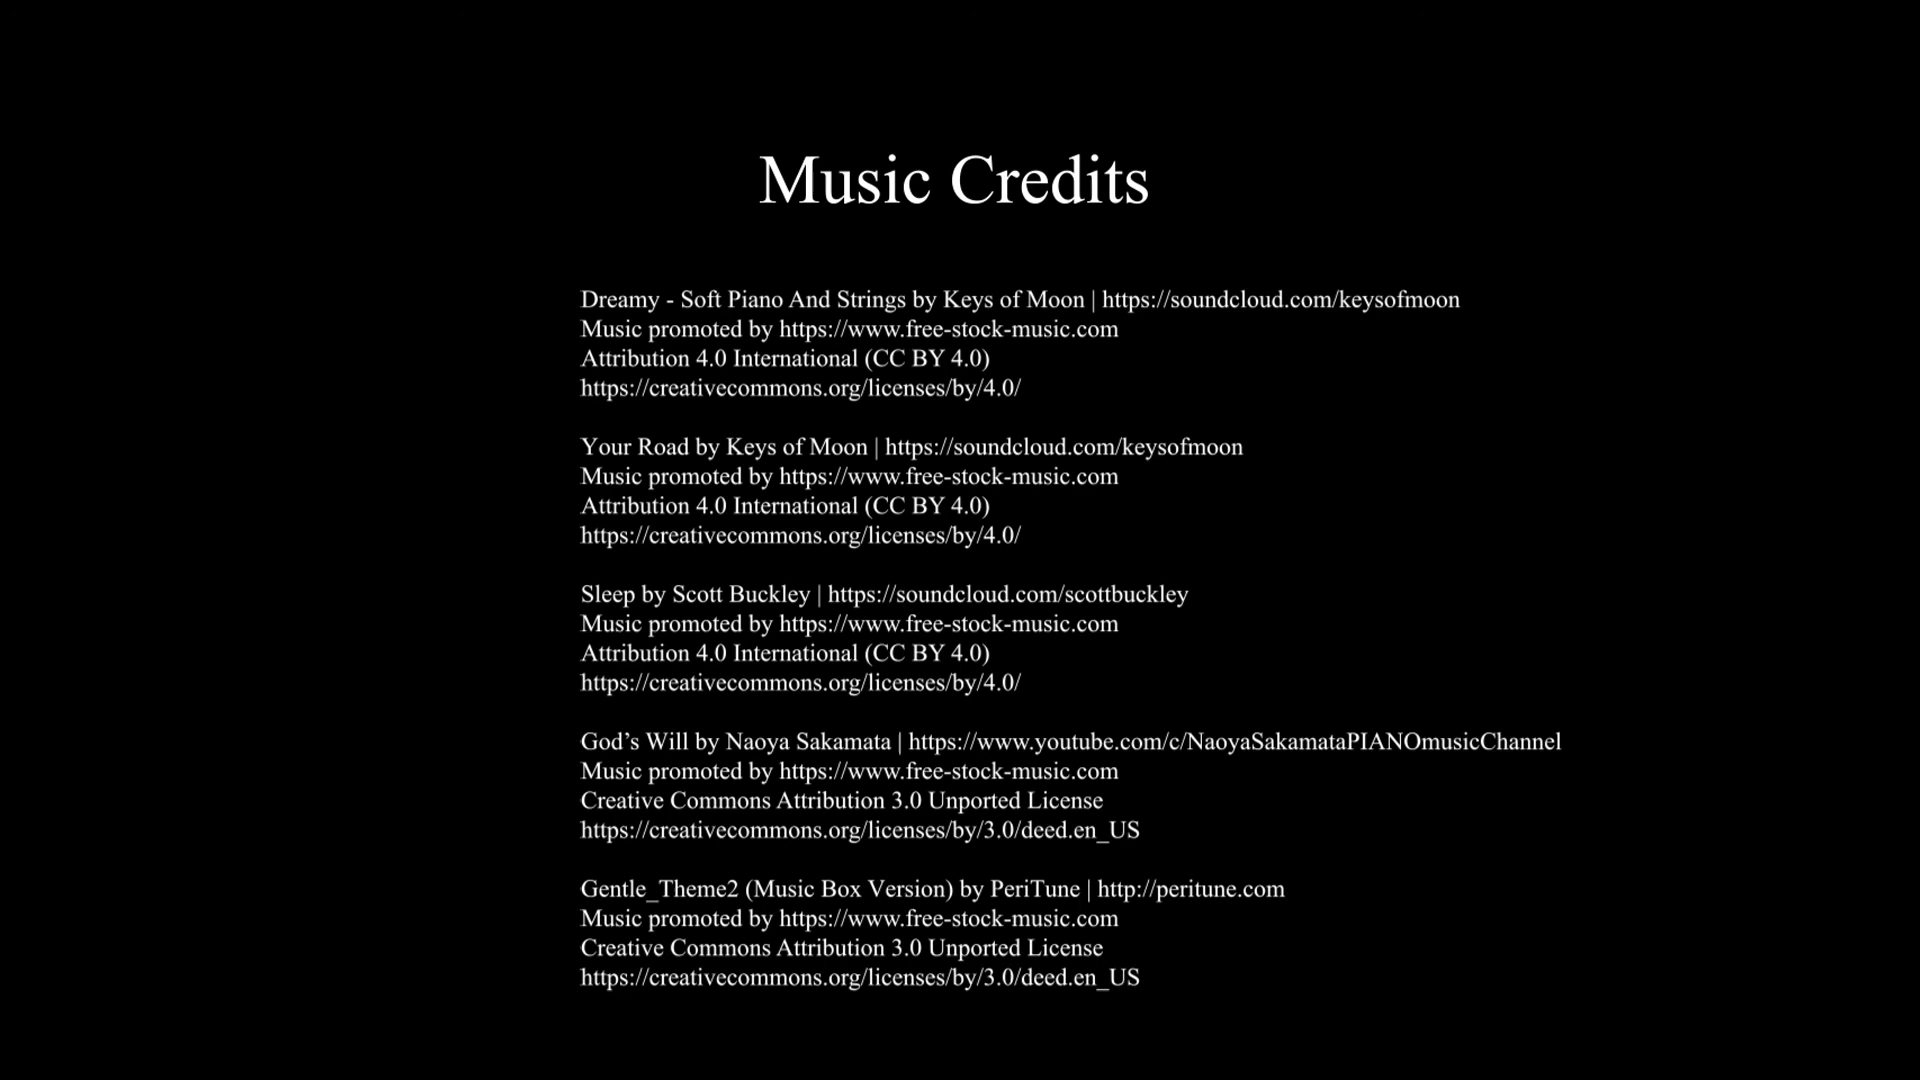 Music Credits
Dreamy - Soft Piano And Strings by Keys of Moon | https://soundcloud.com/keysofmoon
Music promoted by https://www.free-stock-music.com
Attribution 4.0 International (CC BY 4.0)
https://creativecommons.org/licenses/by/4.0/
Your Road by Keys of Moon | https://soundcloud.com/keysofmoon
Music promoted by https://www.free-stock-music.com
Attribution 4.0 International (CC BY 4.0)
https://creativecommons.org/licenses/by/4.0/
Sleep by Scott Buckley | https://soundcloud.com/scottbuckley
Music promoted by https://www.free-stock-music.com
Attribution 4.0 International (CC BY 4.0)
https://creativecommons.org/licenses/by/4.0/
God’s Will by Naoya Sakamata | https://www.youtube.com/c/NaoyaSakamataPIANOmusicChannel
Music promoted by https://www.free-stock-music.com
Creative Commons Attribution 3.0 Unported License
https://creativecommons.org/licenses/by/3.0/deed.en_US
Gentle_Theme2 (Music Box Version) by PeriTune | http://peritune.com
Music promoted by https://www.free-stock-music.com
Creative Commons Attribution 3.0 Unported License
https://creativecommons.org/licenses/by/3.0/deed.en_US